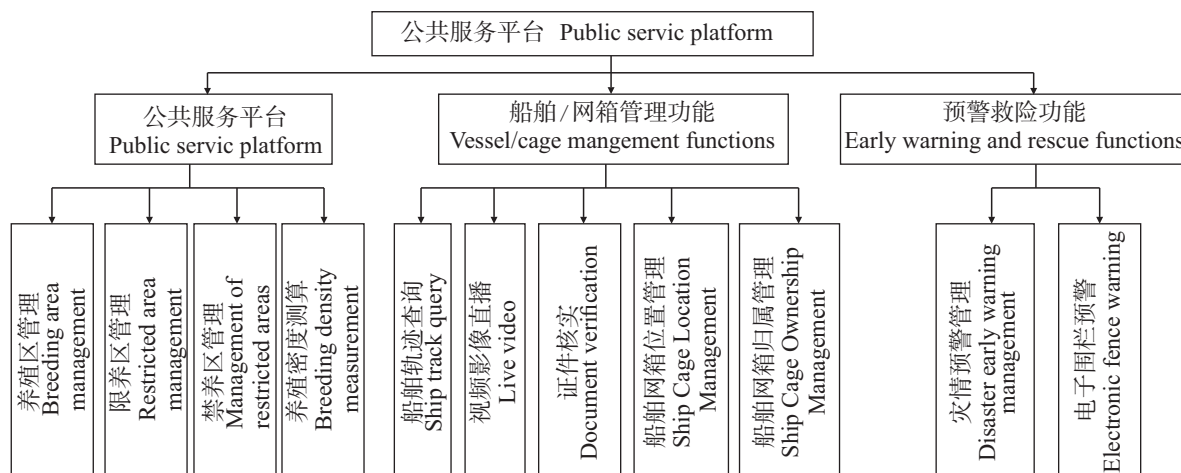 公共服务平台 Public servic platform
公共服务平台
Public servic platform
船舶/网箱管理功能
Vessel/cage mangement functions
预警救险功能
Early warning and rescue functions
养殖区管理
Breeding area
management
限养区管理
Restricted area
management
禁养区管理
Management of
restricted areas
养殖密度测算
Breeding density
measurement
船舶轨迹查询
Ship track query
视频影像直播
Live video
证件核实
Document verification
船舶网箱位置管理
Ship Cage Location
Management
船舶网箱归属管理
Ship Cage Ownership
Management
灾情预警管理
Disaster early warning
management
电子围栏预警
Electronic fence warning